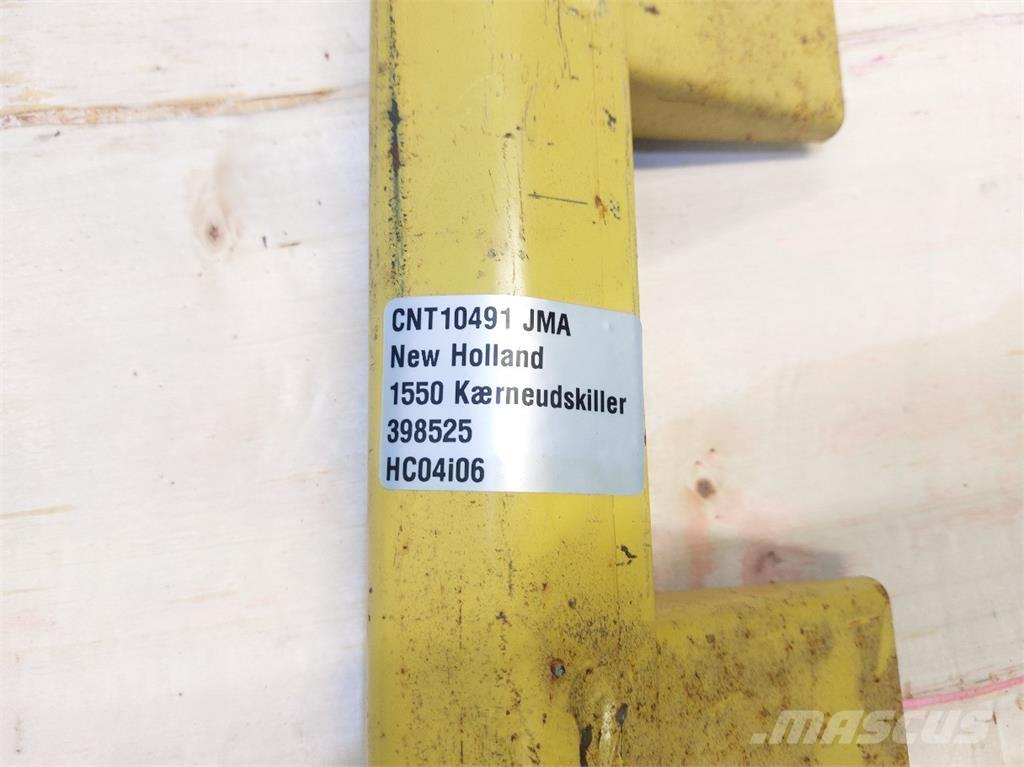 CNT10491 JMA
New Holland
1550 Kærneudskiller
398525
HC04i06
MASCUS